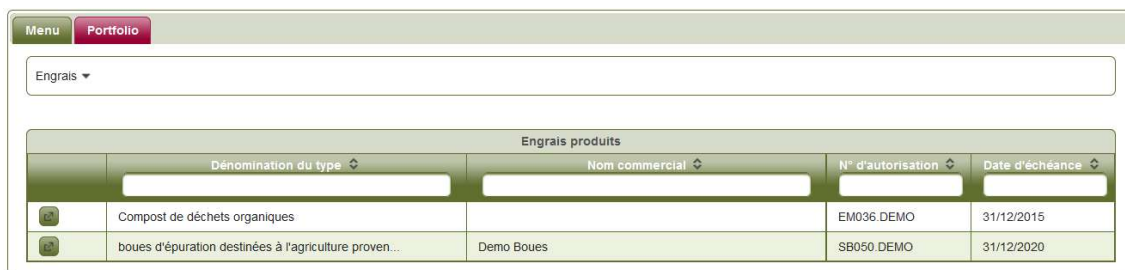 Menu Portfolio
Engrais
Engrais produits
Dénomination du type Nom commercial N° d'autorisation Date d'échéance
Compost de déchets organiques EM036.DEMO 31/12/2015
boues d'épuration destinées à l'agriculture proven... Demo Boues SB050.DEMO 31/12/2020